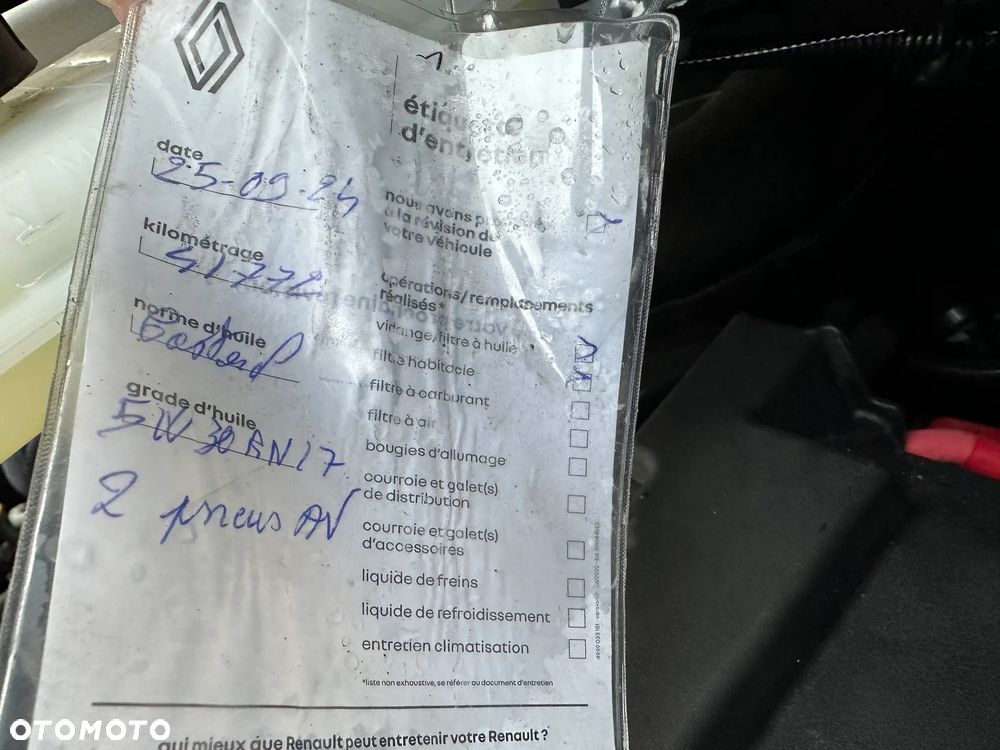 étiquette
d'entretien
date
25-09-24
kilométrage
41772
norme d'huile
Castrol
grade d'huile
5W30 RN17
2 pneus AV
nous avons
à la révision de
votre véhicule
opérations/remplacements
réalisés*
vidange, filtre à huile
filtre habitacle
filtre à carburant
filtre à air
bougies d'allumage
courroie et galet(s)
de distribution
courroie et galet(s)
d'accessoires
liquide de freins
liquide de refroidissement
entretien climatisation
*liste non exhaustive, se référer au document d'entretien
qui mieux que Renault peut entretenir votre Renault?
OTOMOTO